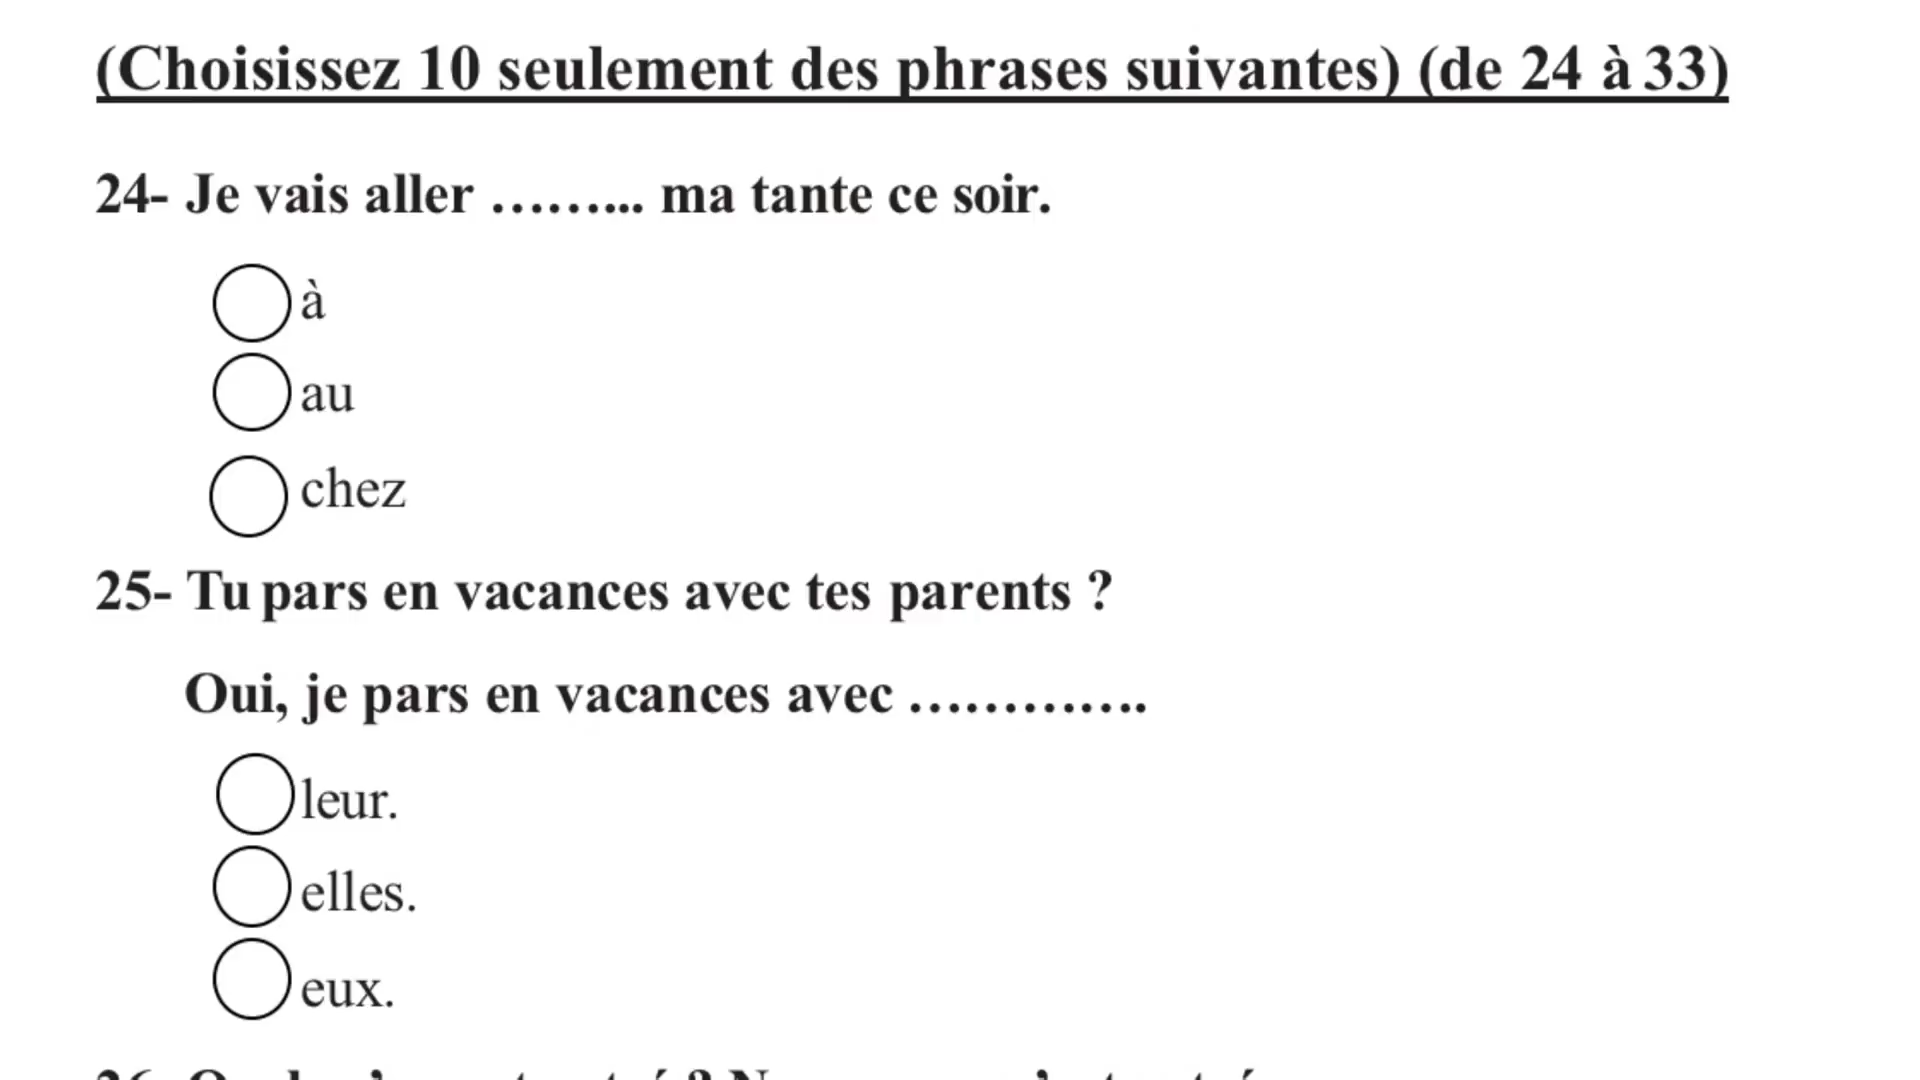 (Choisissez 10 seulement des phrases suivantes) (de 24 à 33)
24- Je vais aller ……... ma tante ce soir.
à
au
chez
25- Tu pars en vacances avec tes parents ?
Oui, je pars en vacances avec ………….
leur.
elles.
eux.